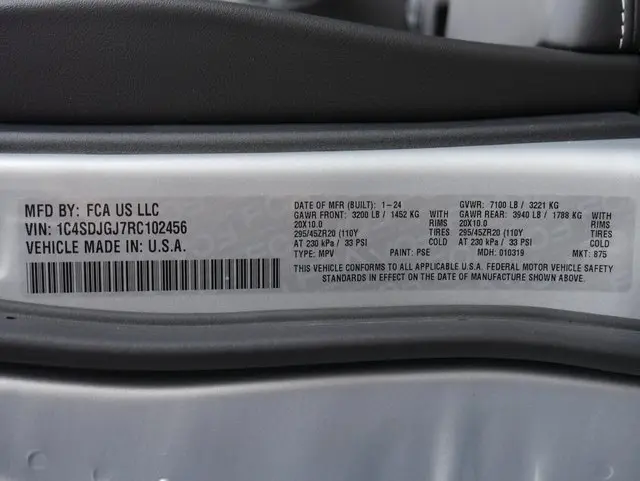 MFD BY: FCA US LLC
VIN: 1C4SDJGJ7RC102456
VEHICLE MADE IN: U.S.A.
DATE OF MFR (BUILT): 1-24
GAWR FRONT: 3200 LB / 1452 KG
20X10.0 RIMS
295/45ZR20 (110Y TIRES
AT 230 kPa / 33 PSI
TYPE: MPV PAINT: PSE
GVWR: 7100 LB / 3221 KG
GAWR REAR: 3940 LB / 1788 KG
20X10.0 RIMS
295/45ZR20 (110Y TIRES
AT 230 kPa / 33 PSI
MDH: 010319 MKT: 875
THIS VEHICLE CONFORMS TO ALL APPLICABLE U.S.A. FEDERAL MOTOR VEHICLE SAFETY
STANDARDS IN EFFECT ON THE DATE OF MANUFACTURE SHOWN ABOVE.